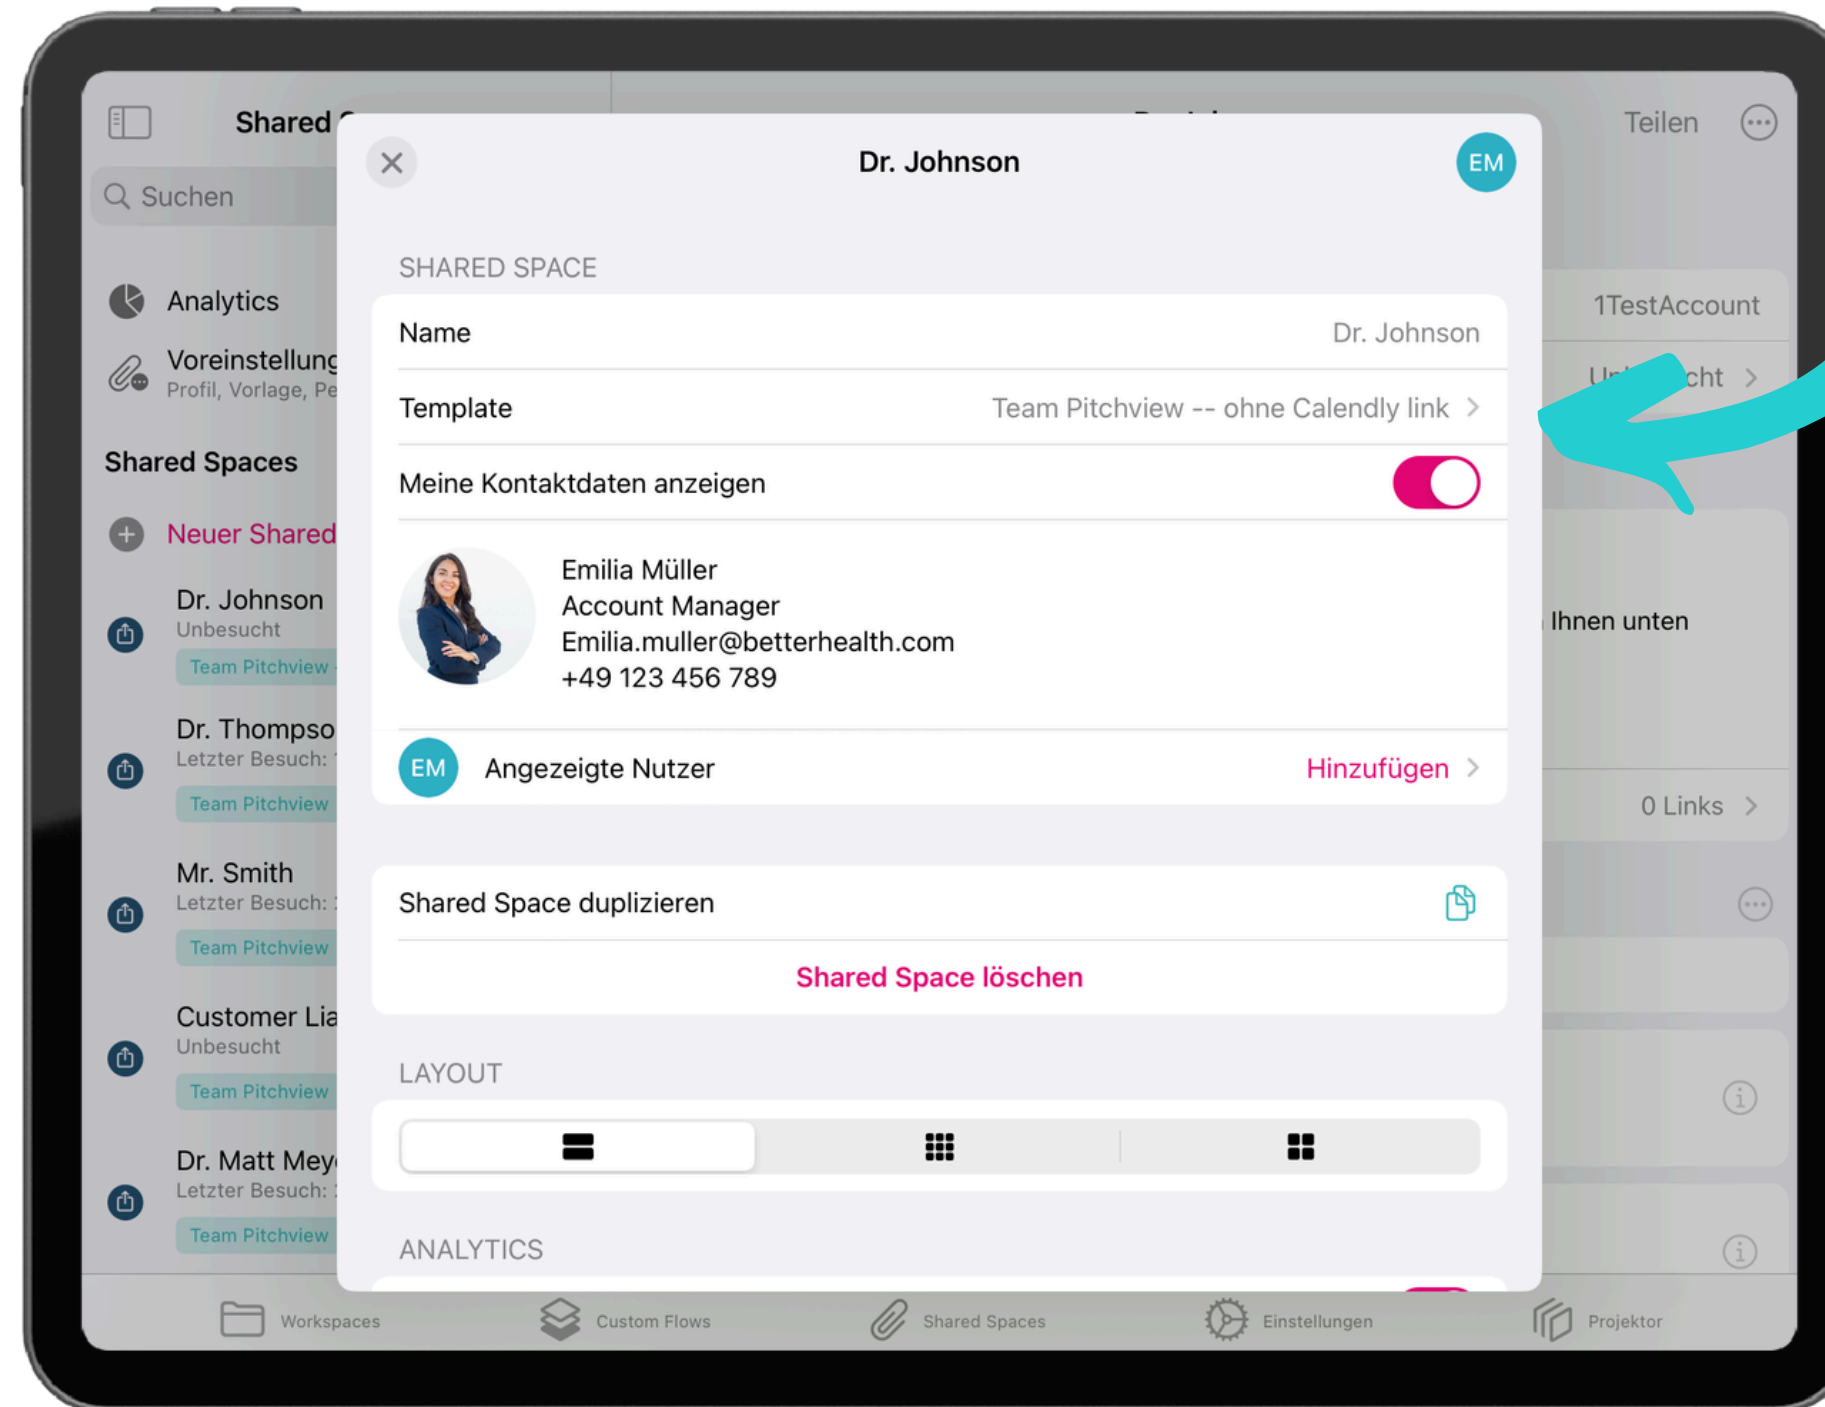 Shared
Teilen
Suchen
Dr. Johnson
EM
SHARED SPACE
Analytics
1TestAccount
Name
Dr. Johnson
Voreinstellung
Profil, Vorlage, Pe
Template
Team Pitchview -- ohne Calendly link
cht
Shared Spaces
Meine Kontaktdaten anzeigen
Neuer Shared
Emilia Müller
Account Manager
Emilia.muller@betterhealth.com
+49 123 456 789
Dr. Johnson
Unbesucht
Team Pitchview -
Ihnen unten
Dr. Thompso
Letzter Besuch:
Team Pitchview
EM
Angezeigte Nutzer
Hinzufügen
0 Links
Mr. Smith
Letzter Besuch:
Team Pitchview
Shared Space duplizieren
Shared Space löschen
Customer Lia
Unbesucht
Team Pitchview
LAYOUT
Dr. Matt Mey
Letzter Besuch:
Team Pitchview
ANALYTICS
Workspaces
Custom Flows
Shared Spaces
Einstellungen
Projektor